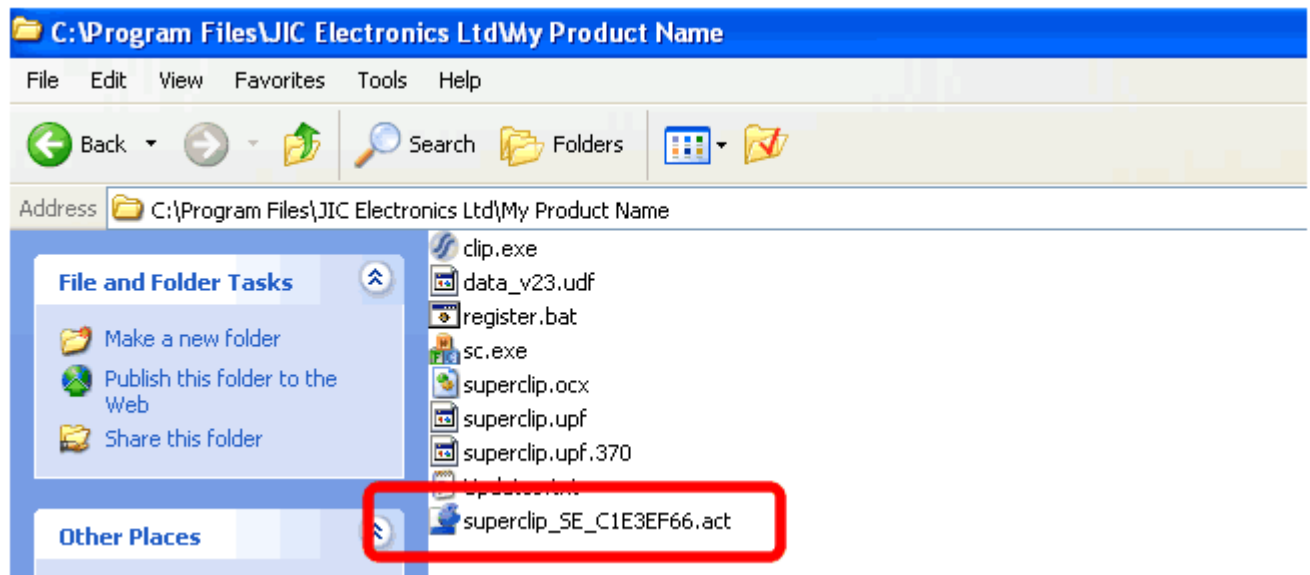 C:\Program Files\JIC Electronics Ltd\My Product Name
File Edit View Favorites Tools Help
Back Search Folders
Address C:\Program Files\JIC Electronics Ltd\My Product Name
File and Folder Tasks
Make a new folder
Publish this folder to the
Web
Share this folder
Other Places
clip.exe
data_v23.udf
register.bat
sc.exe
superclip.ocx
superclip.upf
superclip.upf.370
superclip_SE_C1E3EF66.act